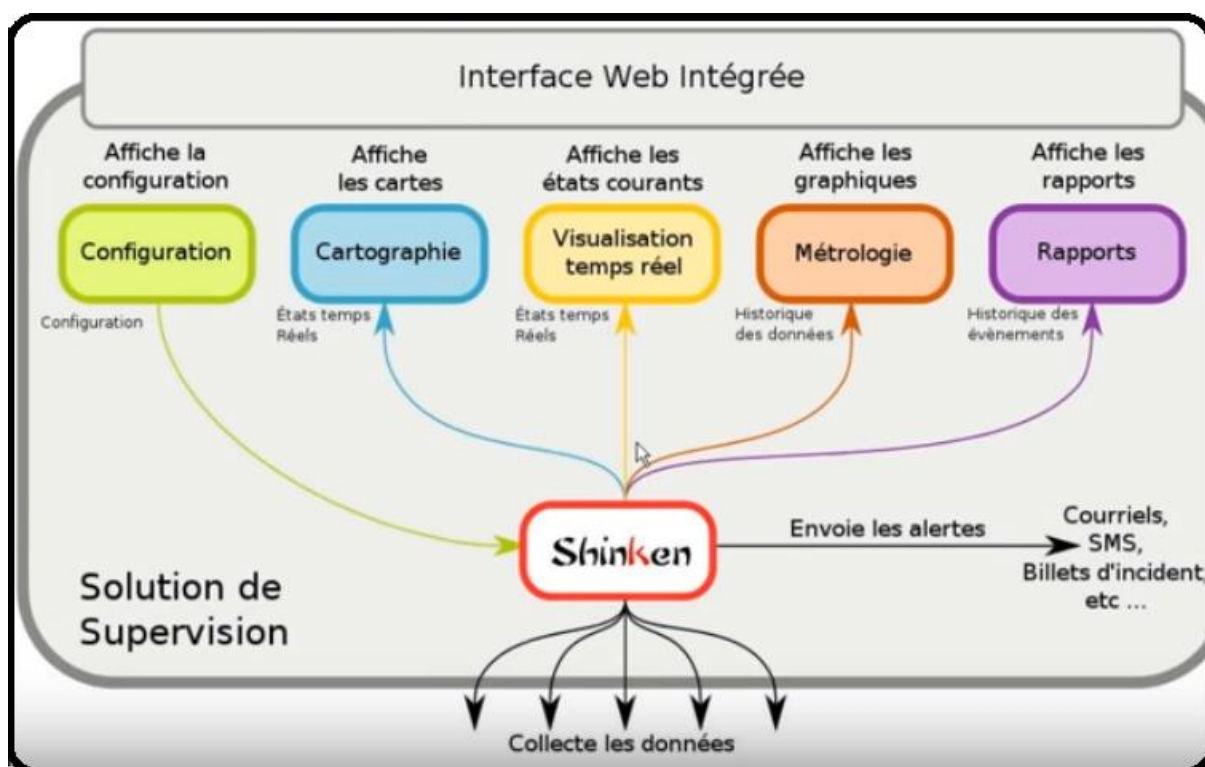 Interface Web Intégrée
Affiche la
configuration
Affiche
les cartes
Affiche les
états courants
Affiche les
graphiques
Affiche les
rapports
Configuration
Cartographie
Visualisation
temps réel
Métrologie
Rapports
Configuration
États temps
Réels
États temps
Réels
Historique
des données
Historique des
évènements
Shinken
Envoie les alertes
Courriels,
SMS,
Billets d'incident,
etc ...
Solution de
Supervision
Collecte les données